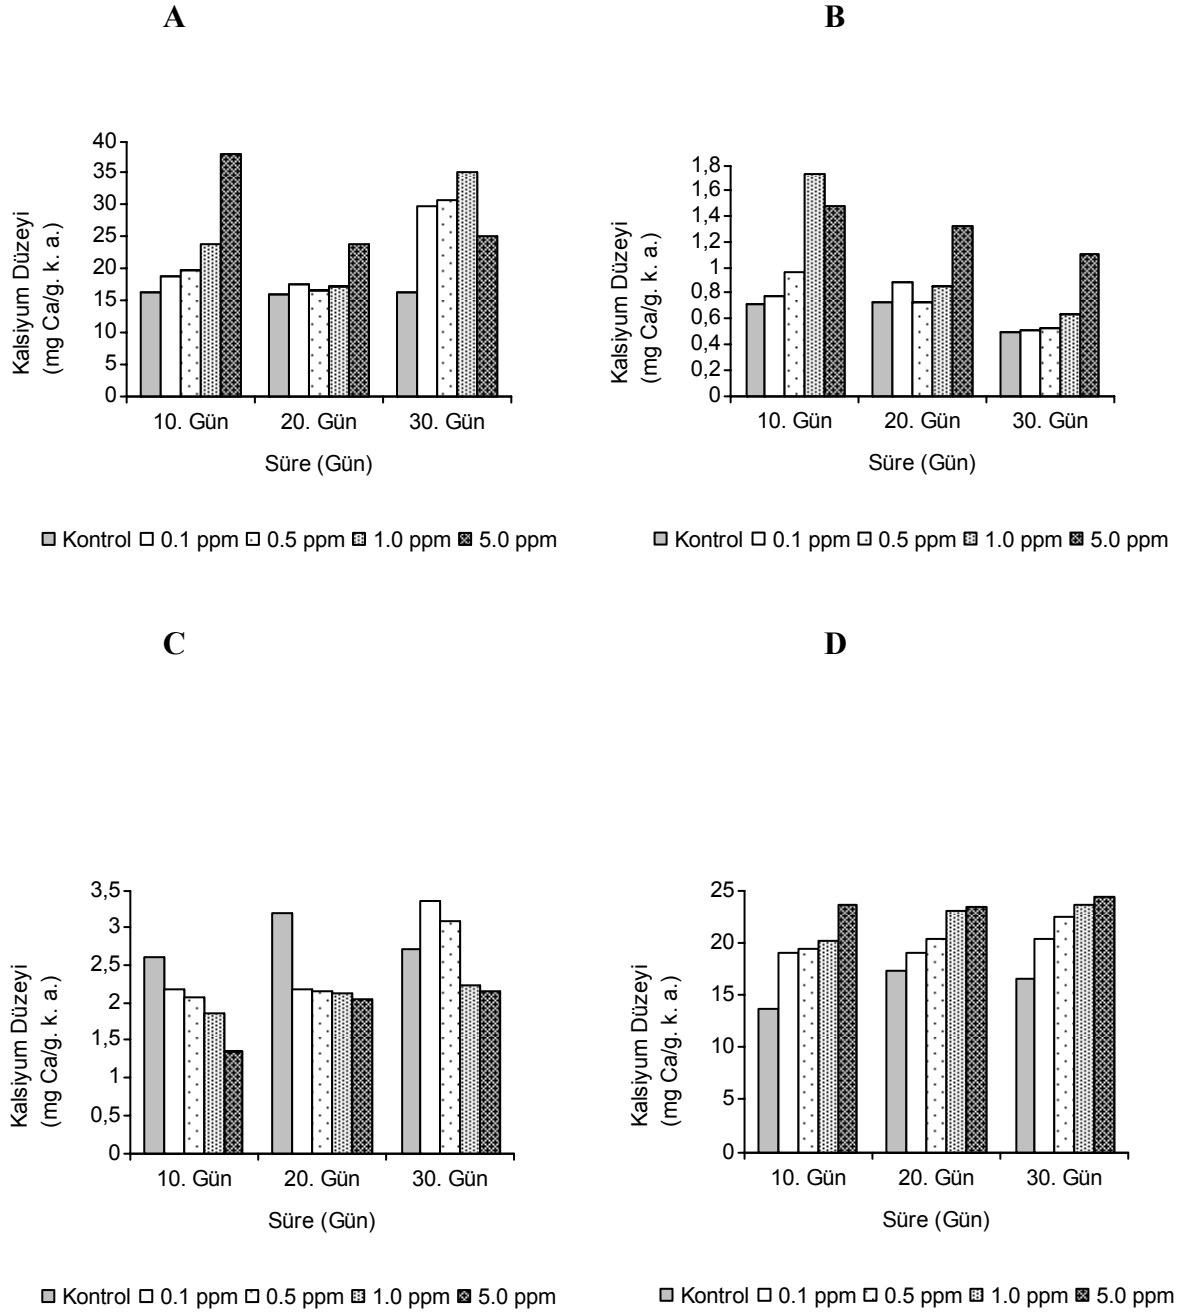 A
Kalsiyum Düzeyi
(mg Ca/g. k. a.)
40
35
30
25
20
15
10
5
0
10. Gün 20. Gün 30. Gün
Süre (Gün)
Kontrol 0.1 ppm 0.5 ppm 1.0 ppm 5.0 ppm
B
Kalsiyum Düzeyi
(mg Ca/g. k. a.)
1,8
1,6
1,4
1,2
1
0,8
0,6
0,4
0,2
0
10. Gün 20. Gün 30. Gün
Süre (Gün)
Kontrol 0.1 ppm 0.5 ppm 1.0 ppm 5.0 ppm
C
Kalsiyum Düzeyi
(mg Ca/g. k. a.)
3,5
3
2,5
2
1,5
1
0,5
0
10. Gün 20. Gün 30. Gün
Süre (Gün)
Kontrol 0.1 ppm 0.5 ppm 1.0 ppm 5.0 ppm
D
Kalsiyum Düzeyi
(mg Ca/g. k. a.)
25
20
15
10
5
0
10. Gün 20. Gün 30. Gün
Süre (Gün)
Kontrol 0.1 ppm 0.5 ppm 1.0 ppm 5.0 ppm